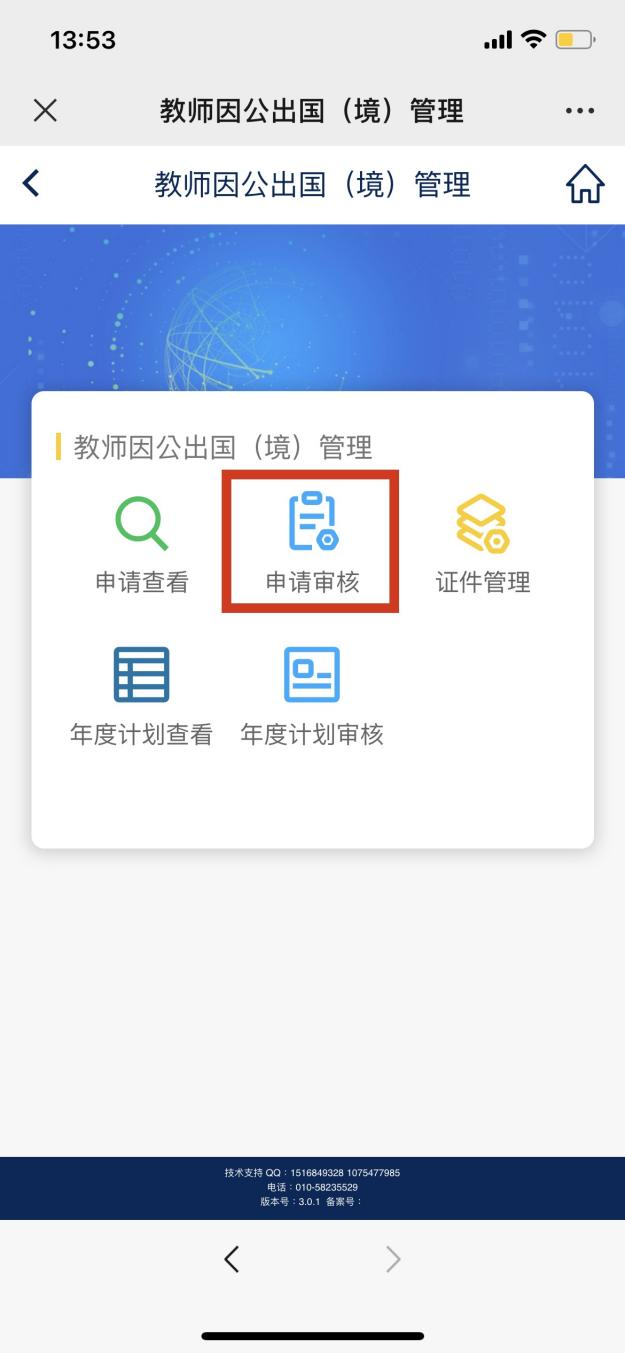 13:53
教师因公出国（境）管理
教师因公出国（境）管理
教师因公出国（境）管理
申请查看
申请审核
证件管理
年度计划查看
年度计划审核
技术支持 QQ：1516849328 1075477985
电话：010-58235529
版本号：3.0.1 备案号：